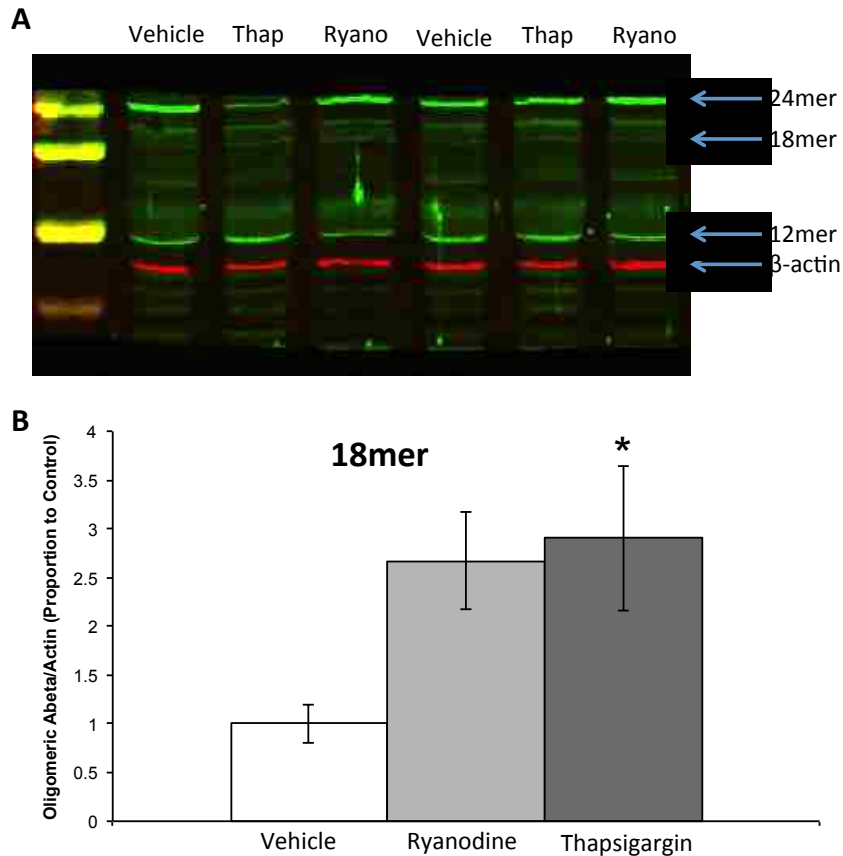 A
Vehicle Thap Ryano Vehicle Thap Ryano
24mer
18mer
12mer
β-actin
B
18mer
*
Oligomeric Abeta/Actin (Proportion to Control)
4
3.5
3
2.5
2
1.5
1
0.5
0
Vehicle Ryanodine Thapsigargin